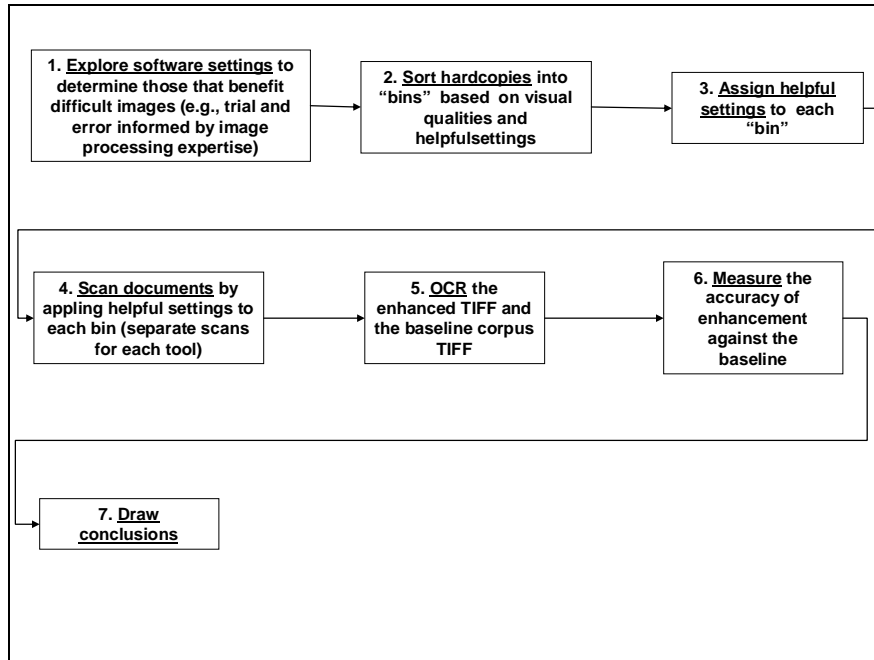 1. Explore software settings to
determine those that benefit
difficult images (e.g., trial and
error informed by image
processing expertise)
2. Sort hardcopies into
“bins” based on visual
qualities and
helpfulsettings
3. Assign helpful
settings to each
“bin”
4. Scan documents by
appling helpful settings to
each bin (separate scans
for each tool)
5. OCR the
enhanced TIFF and
the baseline corpus
TIFF
6. Measure the
accuracy of
enhancement
against the
baseline
7. Draw
conclusions